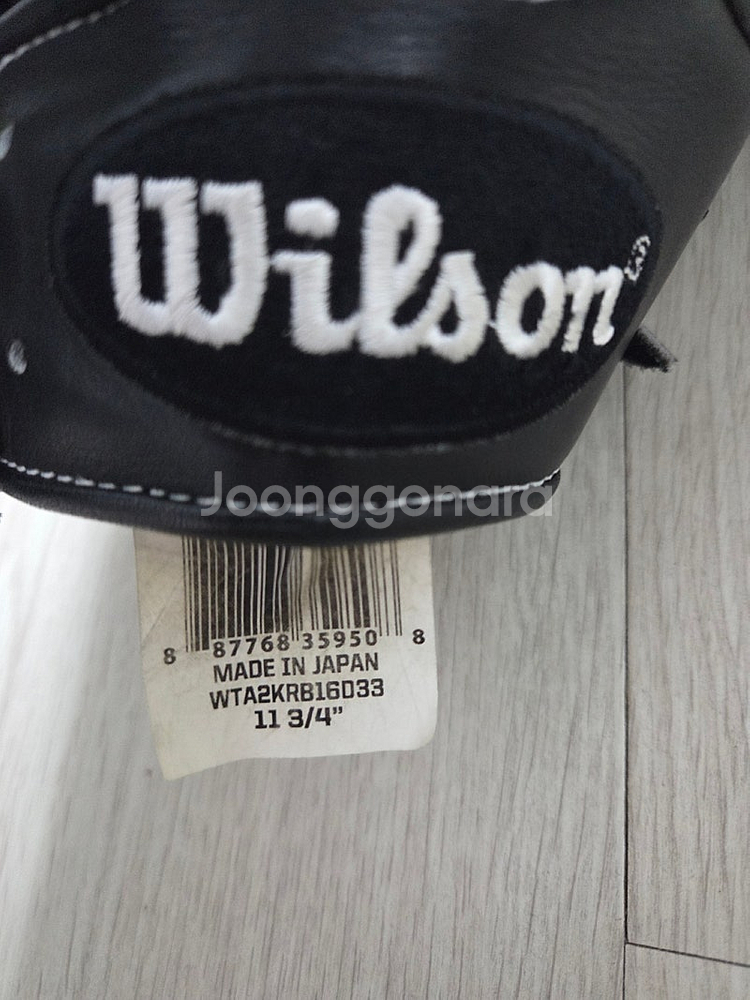 Wilson®
Joonggonara
8 87768 35950 8
MADE IN JAPAN
WTA2KRB16D33
11 3/4”